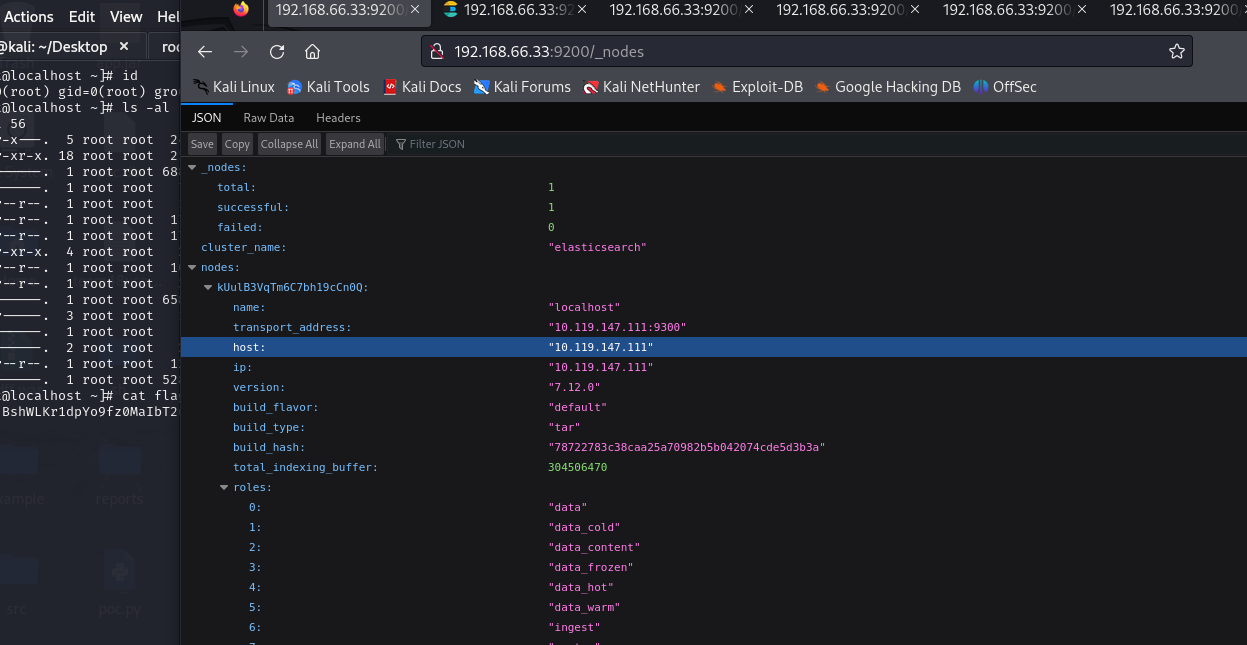 Actions Edit View Hel
192.168.66.33:9200, × 192.168.66.33:92 × 192.168.66.33:9200, × 192.168.66.33:9200, × 192.168.66.33:9200, × 192.168.66.33:9200,
@kali: ~/Desktop × roo
192.168.66.33:9200/_nodes
Kali Linux Kali Tools Kali Docs Kali Forums Kali NetHunter Exploit-DB Google Hacking DB OffSec
JSON Raw Data Headers
Save Copy Collapse All Expand All Filter JSON
@localhost ~]# id
(root) gid=0(root) gro
@localhost ~]# ls -al
56
-x---. 5 root root 2
-xr-x. 18 root root 2
------. 1 root root 68
------. 1 root root
--r--. 1 root root
--r--. 1 root root 1
--r--. 1 root root 1
-xr-x. 4 root root
--r--. 1 root root 1
--r--. 1 root root
------. 1 root root 65
------. 3 root root
------. 1 root root
------. 2 root root
--r--. 1 root root 1
------. 1 root root 52
@localhost ~]# cat fla
BshWLKr1dpYo9fz0MaIbT2
_nodes:
total: 1
successful: 1
failed: 0
cluster_name: "elasticsearch"
nodes:
kUulB3VqTm6C7bh19cCn0Q:
name: "localhost"
transport_address: "10.119.147.111:9300"
host: "10.119.147.111"
ip: "10.119.147.111"
version: "7.12.0"
build_flavor: "default"
build_type: "tar"
build_hash: "78722783c38caa25a70982b5b042074cde5d3b3a"
total_indexing_buffer: 304506470
roles:
0: "data"
1: "data_cold"
2: "data_content"
3: "data_frozen"
4: "data_hot"
5: "data_warm"
6: "ingest"
ample reports
src poc.py